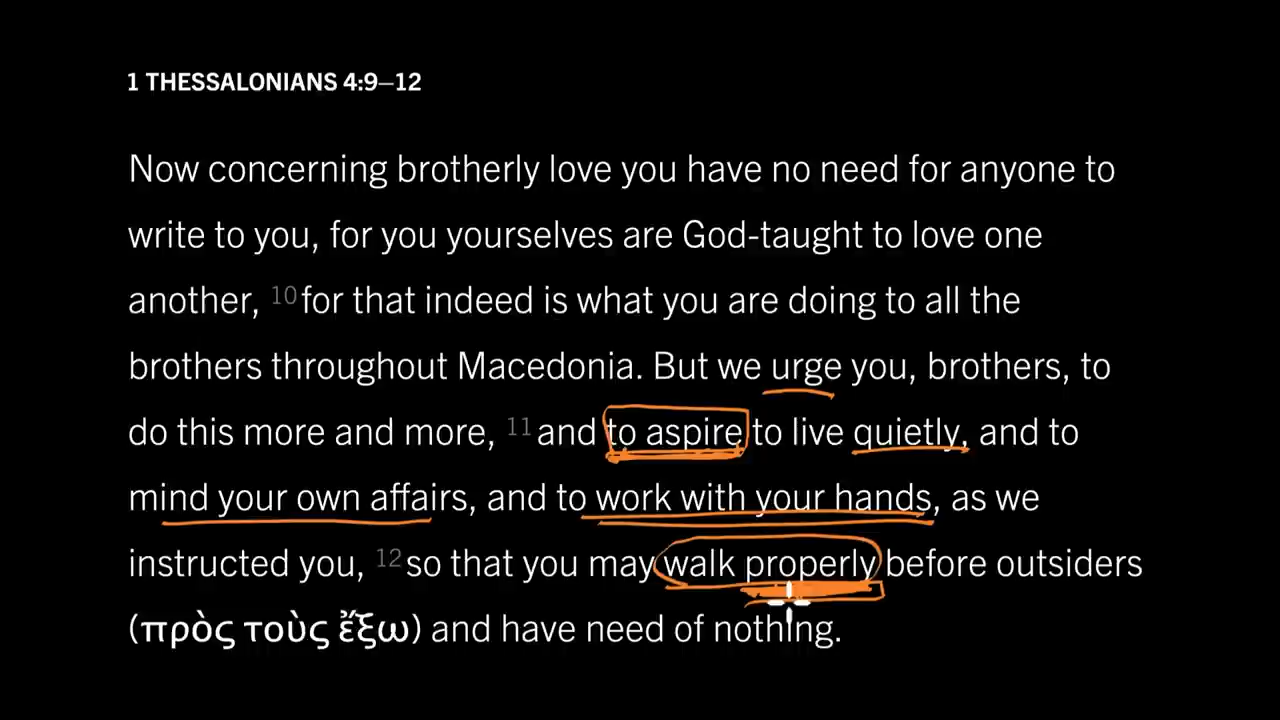 1 THESSALONIANS 4:9–12
Now concerning brotherly love you have no need for anyone to
write to you, for you yourselves are God-taught to love one
another, 10 for that indeed is what you are doing to all the
brothers throughout Macedonia. But we urge you, brothers, to
do this more and more, 11 and to aspire to live quietly, and to
mind your own affairs, and to work with your hands, as we
instructed you, 12 so that you may walk properly before outsiders
(πρὸς τοὺς ἔξω) and have need of nothing.